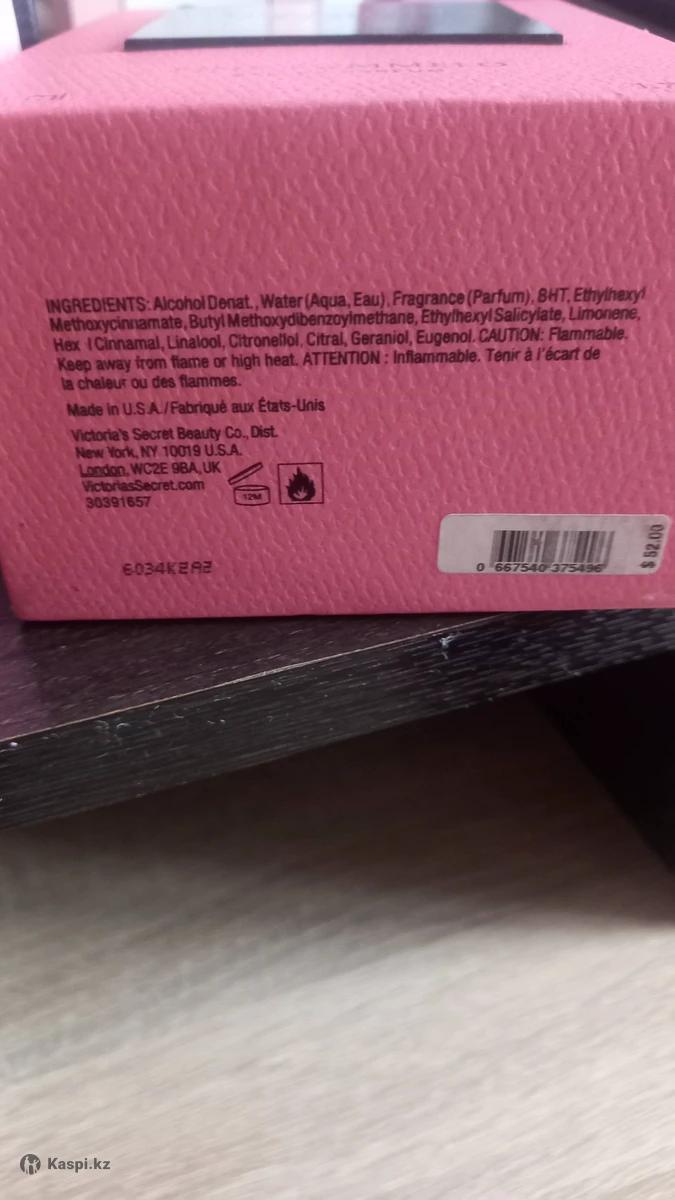 INGREDIENTS: Alcohol Denat., Water (Aqua, Eau), Fragrance (Parfum), BHT, Ethylhexyl
Methoxycinnamate, Butyl Methoxydibenzoylmethane, Ethylhexyl Salicylate, Limonene,
Hex l Cinnamal, Linalool, Citronellol, Citral, Geraniol, Eugenol. CAUTION: Flammable.
Keep away from flame or high heat. ATTENTION : Inflammable. Tenir à l'écart de
la chaleur ou des flammes.
Made in U.S.A./Fabriqué aux États-Unis
Victoria's Secret Beauty Co., Dist.
New York, NY 10019 U.S.A.
London, WC2E 9BA, UK
VictoriasSecret.com
30391657
12M
6034K2A2
0 667540 375496
$ 52.00
Kaspi.kz